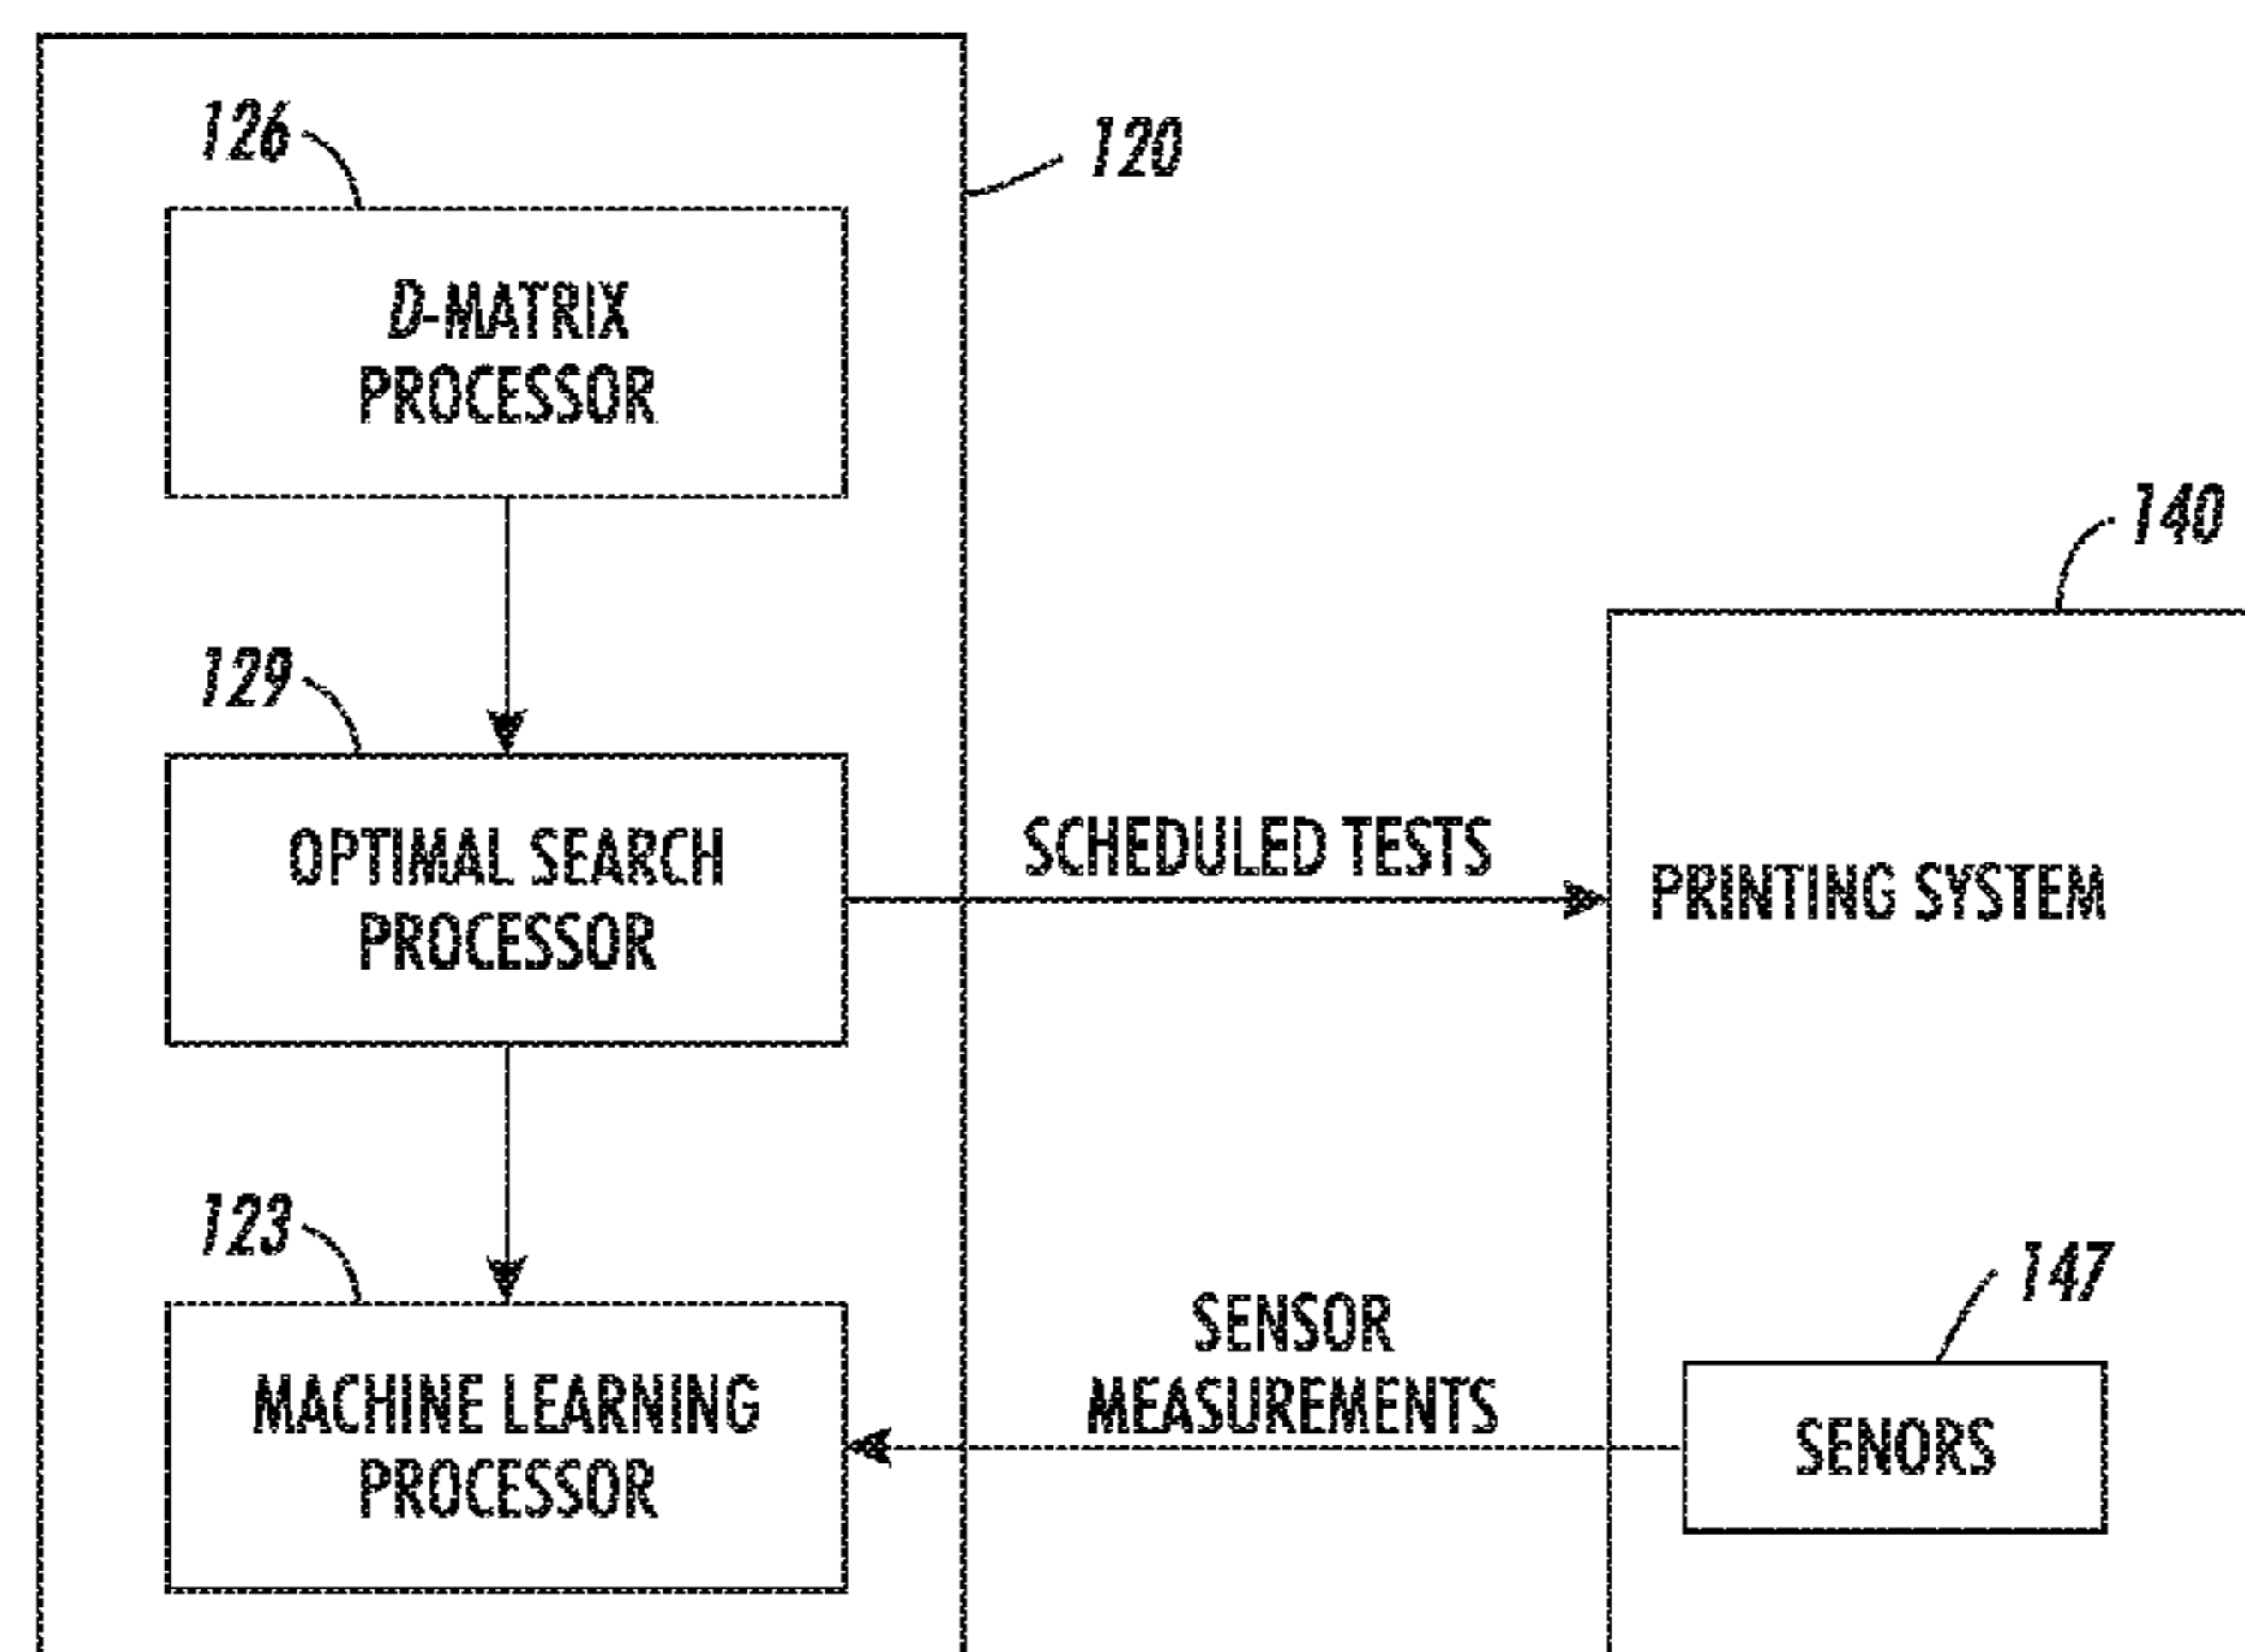 126
120
D-MATRIX
PROCESSOR
140
129
OPTIMAL SEARCH
PROCESSOR
SCHEDULED TESTS
PRINTING SYSTEM
123
MACHINE LEARNING
PROCESSOR
SENSOR
MEASUREMENTS
147
SENORS